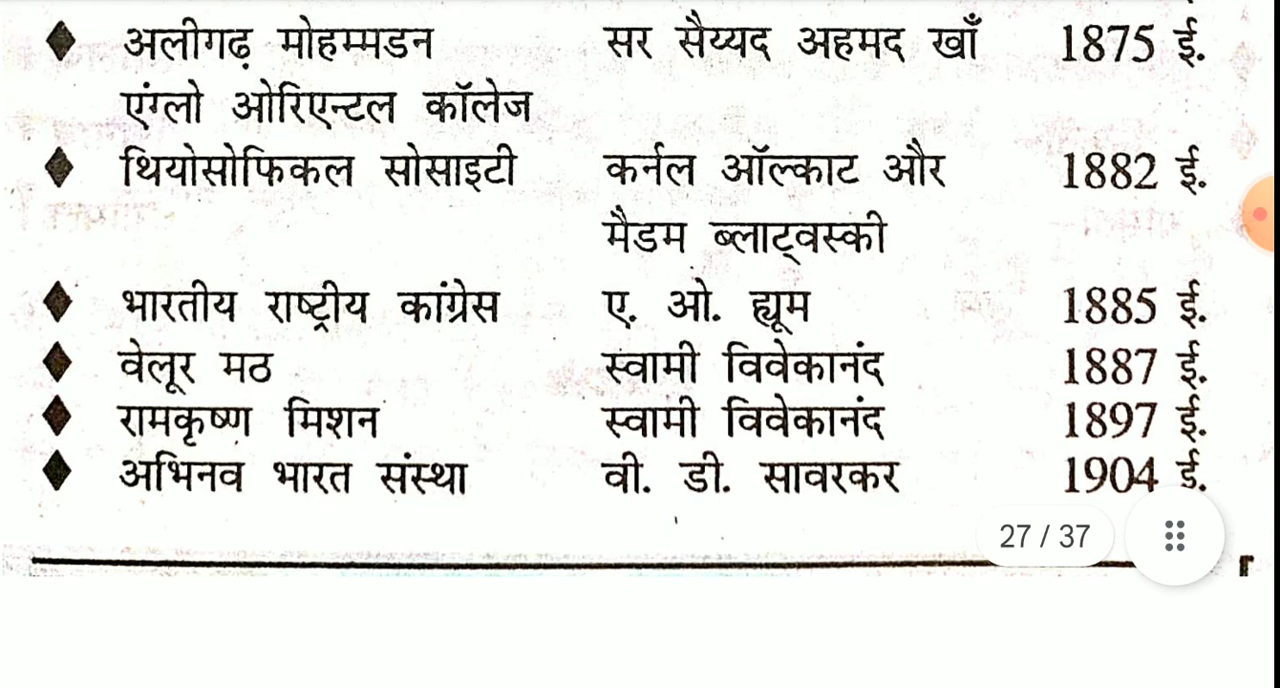 ◆ अलीगढ़ मोहम्मडन सर सैय्यद अहमद खाँ 1875 ई.
एंग्लो ओरिएन्टल कॉलेज
◆ थियोसोफिकल सोसाइटी कर्नल ऑल्काट और 1882 ई.
मैडम ब्लाट्वस्की
◆ भारतीय राष्ट्रीय कांग्रेस ए. ओ. ह्यूम 1885 ई.
◆ वेलूर मठ स्वामी विवेकानंद 1887 ई.
◆ रामकृष्ण मिशन स्वामी विवेकानंद 1897 ई.
◆ अभिनव भारत संस्था वी. डी. सावरकर 1904 ई.
27 / 37